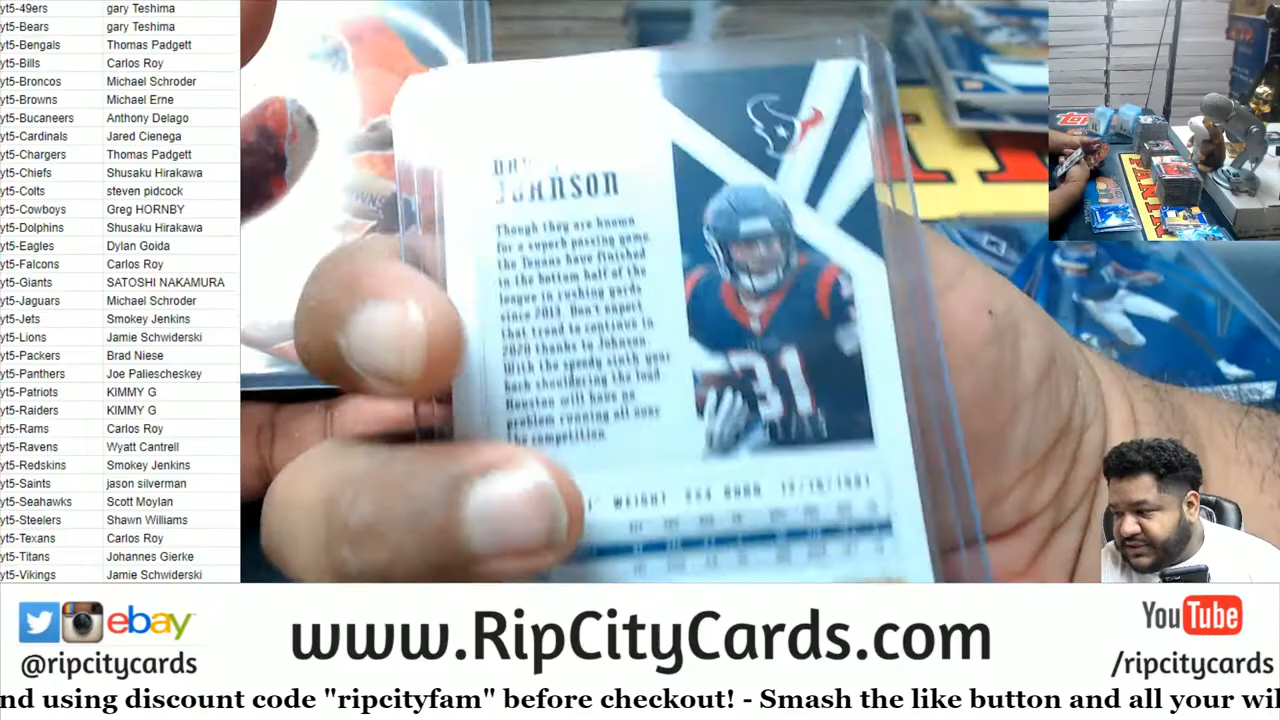 yt5-49ers gary Teshima
yt5-Bears gary Teshima
yt5-Bengals Thomas Padgett
yt5-Bills Carlos Roy
yt5-Broncos Michael Schroder
yt5-Browns Michael Erne
yt5-Bucaneers Anthony Delago
yt5-Cardinals Jared Cienega
yt5-Chargers Thomas Padgett
yt5-Chiefs Shusaku Hirakawa
yt5-Colts steven pidcock
yt5-Cowboys Greg HORNBY
yt5-Dolphins Shusaku Hirakawa
yt5-Eagles Dylan Goida
yt5-Falcons Carlos Roy
yt5-Giants SATOSHI NAKAMURA
yt5-Jaguars Michael Schroder
yt5-Jets Smokey Jenkins
yt5-Lions Jamie Schwiderski
yt5-Packers Brad Niese
yt5-Panthers Joe Paliescheskey
yt5-Patriots KIMMY G
yt5-Raiders KIMMY G
yt5-Rams Carlos Roy
yt5-Ravens Wyatt Cantrell
yt5-Redskins Smokey Jenkins
yt5-Saints jason silverman
yt5-Seahawks Scott Moylan
yt5-Steelers Shawn Williams
yt5-Texans Carlos Roy
yt5-Titans Johannes Gierke
yt5-Vikings Jamie Schwiderski
JOHNSON
Though they are known
for a superb passing game
the Texans have finished
in the bottom half of the
league in rushing yards
since 2013. Don't expect
that trend to continue in
2020 thanks to Johnson.
With the speedy sixth year
back shouldering the load
Houston will have no
problem running all over
the competition.
31
WEIGHT
ebay
@ripcitycards
www.RipCityCards.com
YouTube
/ripcitycards
nd using discount code "ripcityfam" before checkout! - Smash the like button and all your wil